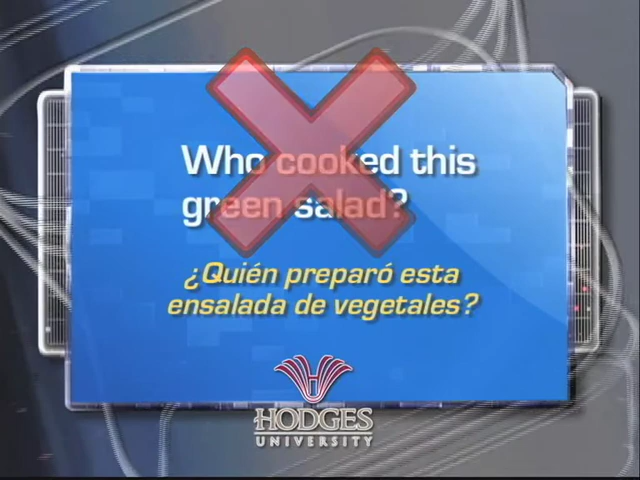 Who cooked this
green salad?
¿Quién preparó esta
ensalada de vegetales?
HODGES
UNIVERSITY